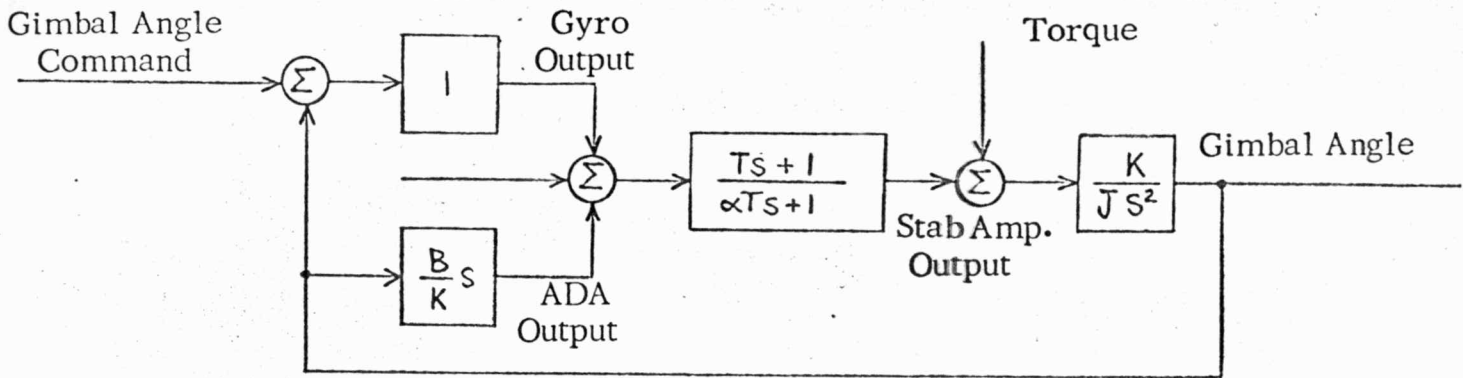 Gimbal Angle
Command
Σ
1
Gyro
Output
Torque
Σ
TS + 1
αTS+1
Σ
Stab Amp.
Output
K
JS²
Gimbal Angle
B
K
S
ADA
Output